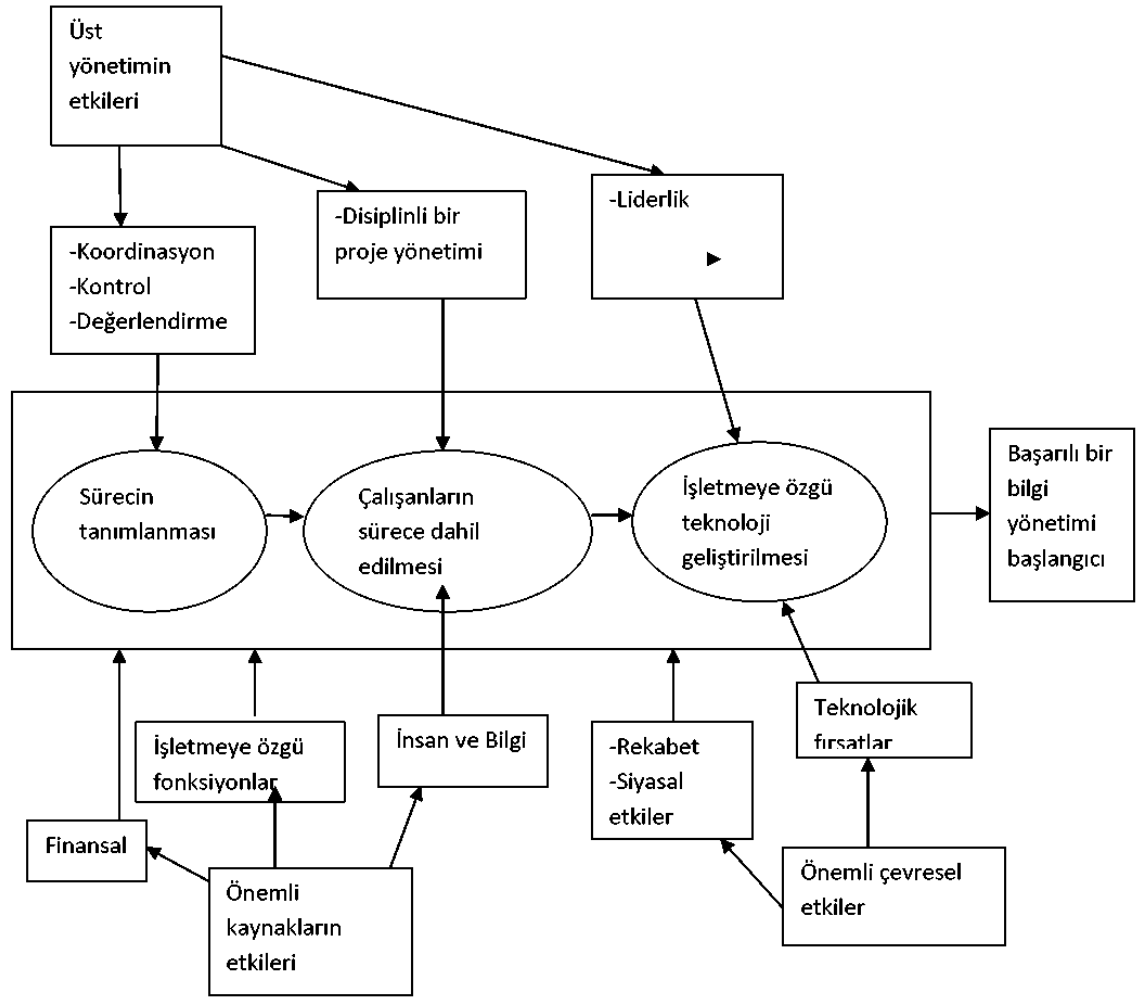 Üst
yönetimin
etkileri
-Koordinasyon
-Kontrol
-Değerlendirme
-Disiplinli bir
proje yönetimi
-Liderlik
Sürecin
tanımlanması
Çalışanların
sürece dahil
edilmesi
İşletmeye özgü
teknoloji
geliştirilmesi
Başarılı bir
bilgi
yönetimi
başlangıcı
Finansal
İşletmeye özgü
fonksiyonlar
İnsan ve Bilgi
-Rekabet
-Siyasal
etkiler
Teknolojik
fırsatlar
Önemli
kaynakların
etkileri
Önemli çevresel
etkiler